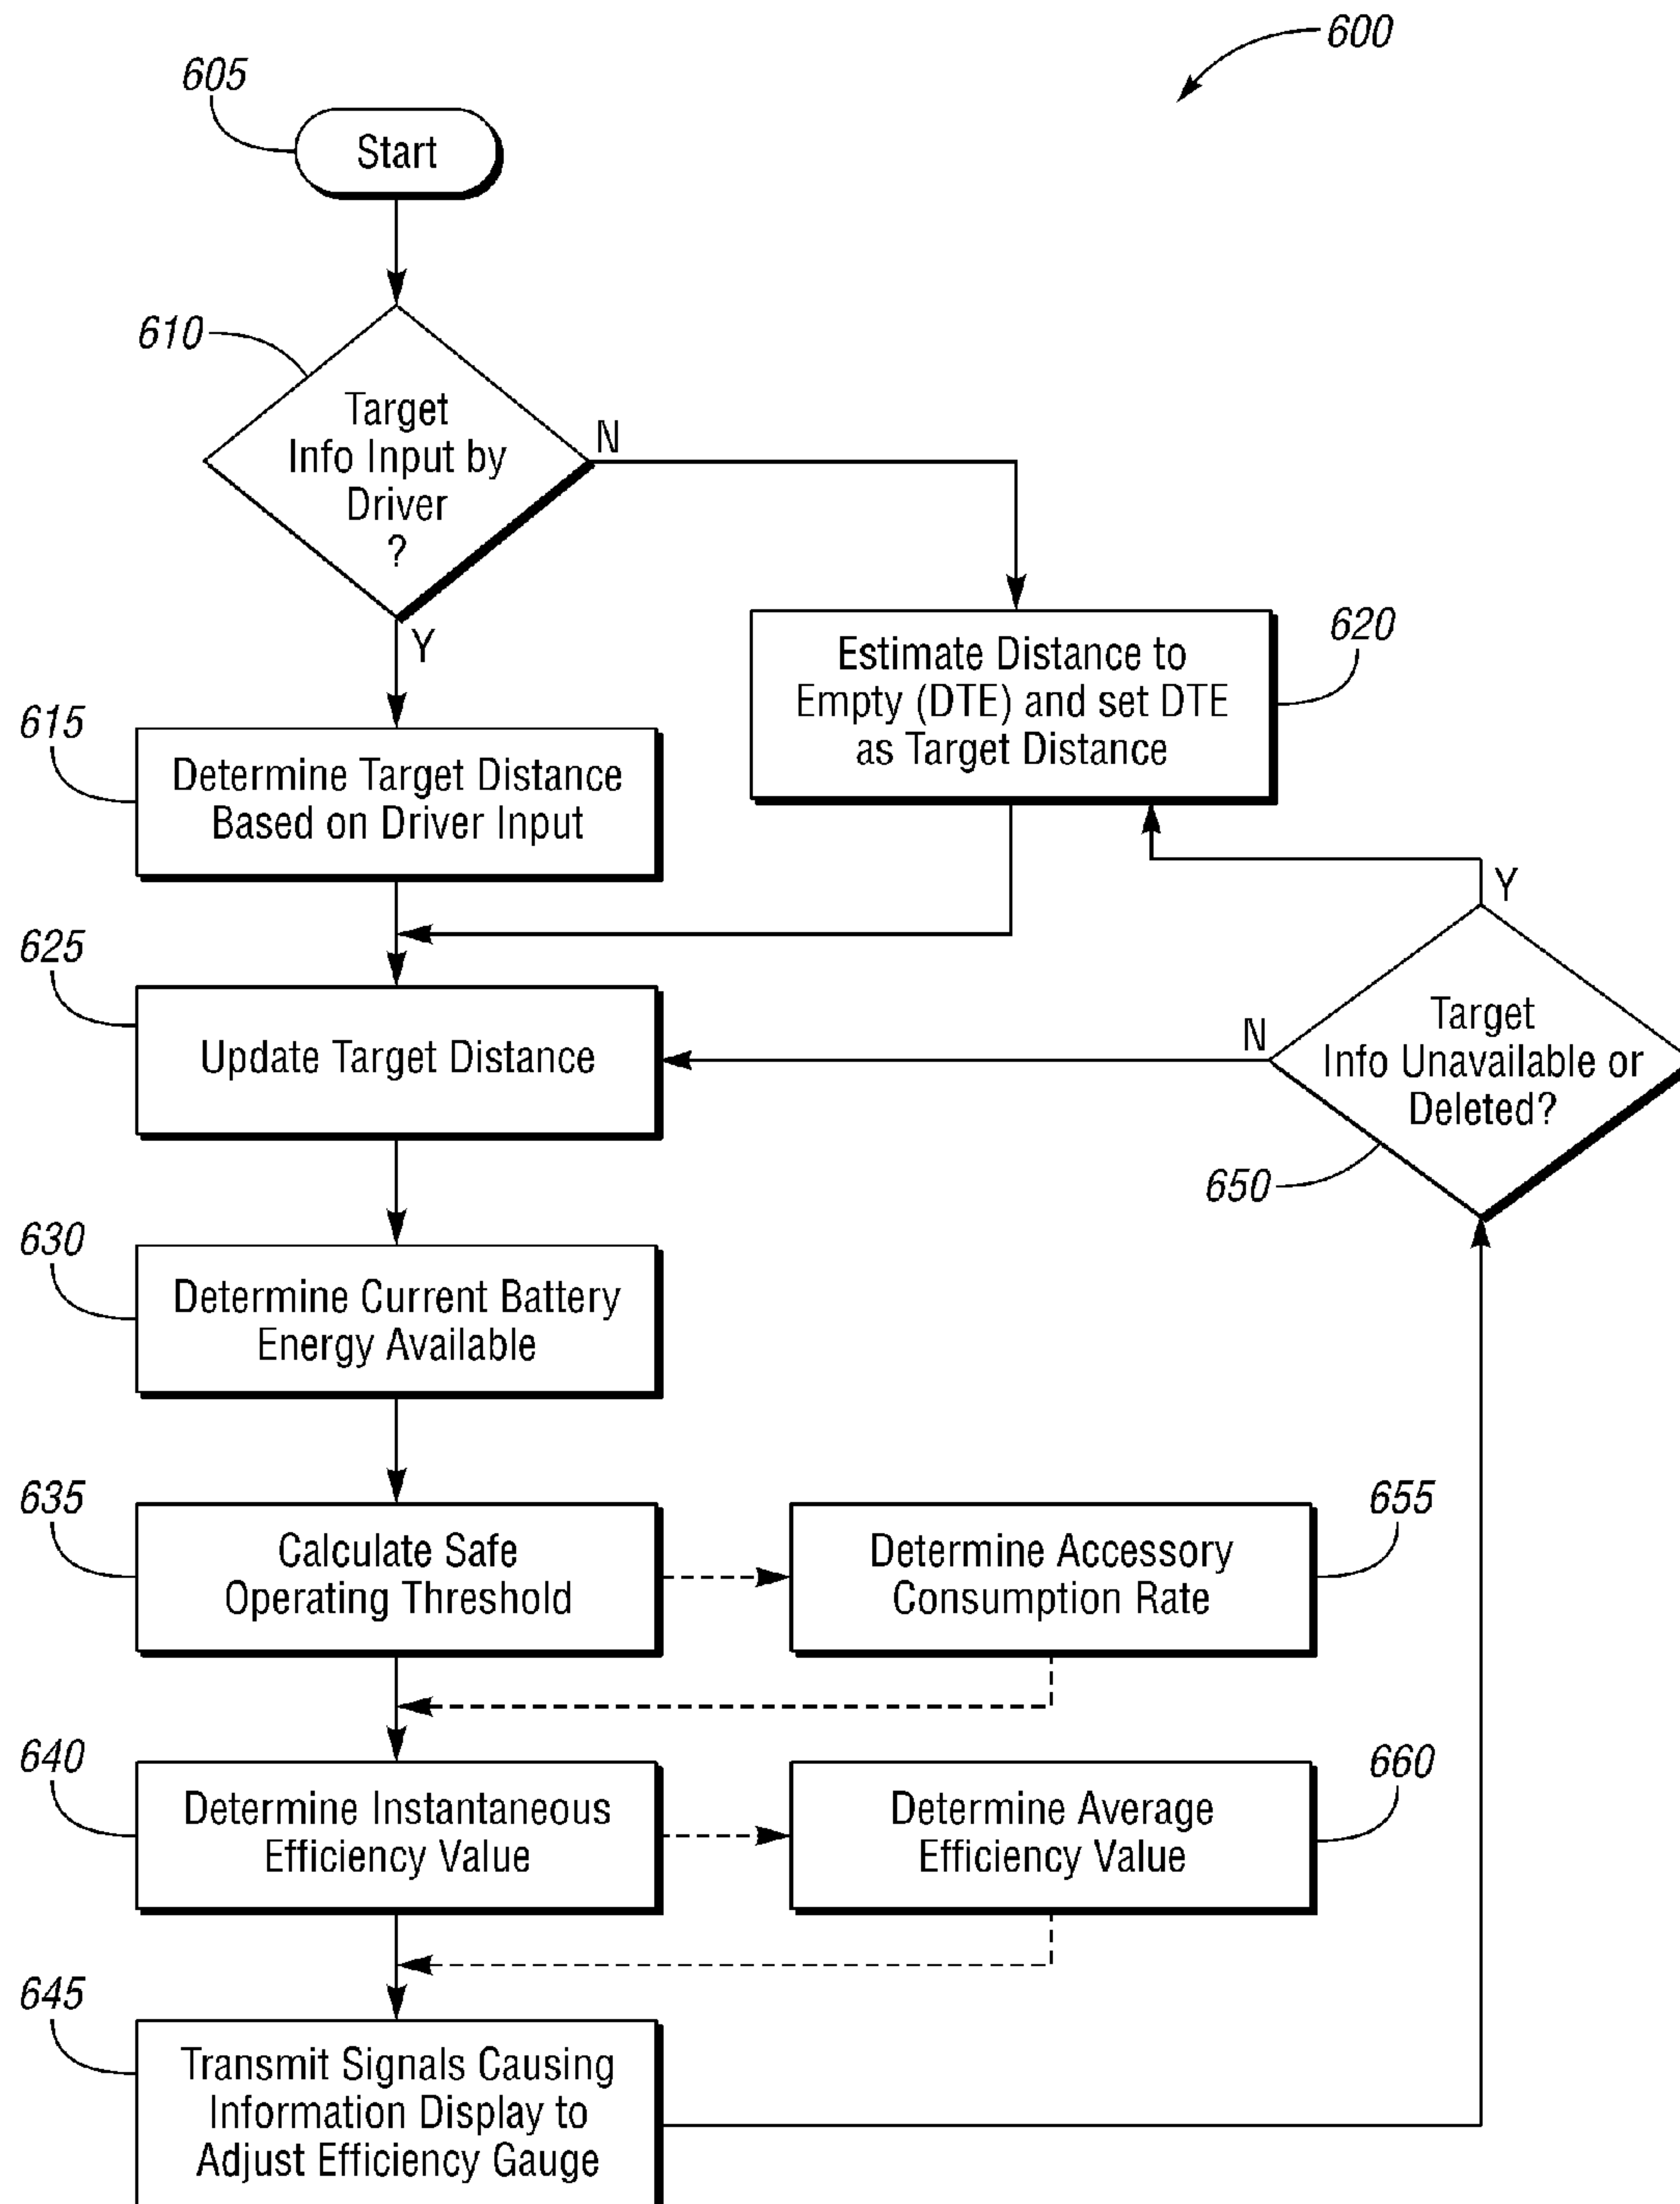 600
605
Start
610
Target
Info Input by
Driver
?
N
Y
620
Estimate Distance to
Empty (DTE) and set DTE
as Target Distance
615
Determine Target Distance
Based on Driver Input
Y
625
Update Target Distance
N
Target
Info Unavailable or
Deleted?
650
630
Determine Current Battery
Energy Available
635
Calculate Safe
Operating Threshold
655
Determine Accessory
Consumption Rate
640
Determine Instantaneous
Efficiency Value
660
Determine Average
Efficiency Value
645
Transmit Signals Causing
Information Display to
Adjust Efficiency Gauge